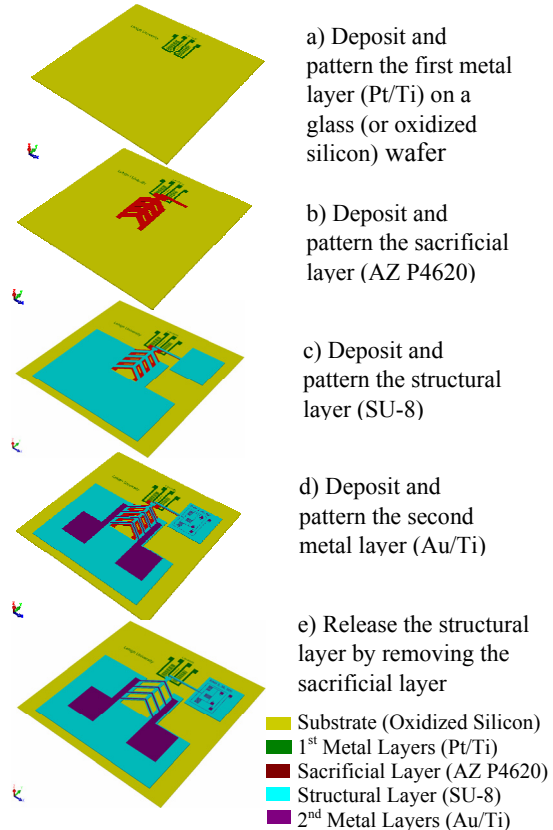 a) Deposit and
pattern the first metal
layer (Pt/Ti) on a
glass (or oxidized
silicon) wafer
b) Deposit and
pattern the sacrificial
layer (AZ P4620)
c) Deposit and
pattern the structural
layer (SU-8)
d) Deposit and
pattern the second
metal layer (Au/Ti)
e) Release the structural
layer by removing the
sacrificial layer
Substrate (Oxidized Silicon)
1st Metal Layers (Pt/Ti)
Sacrificial Layer (AZ P4620)
Structural Layer (SU-8)
2nd Metal Layers (Au/Ti)